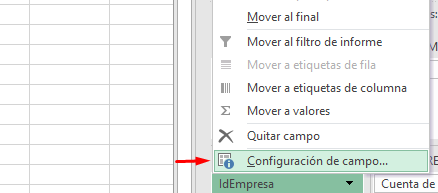 Mover al final
Mover al filtro de informe
Mover a etiquetas de fila
Mover a etiquetas de columna
Σ Mover a valores
Quitar campo
Configuración de campo...
IdEmpresa
Cuenta de